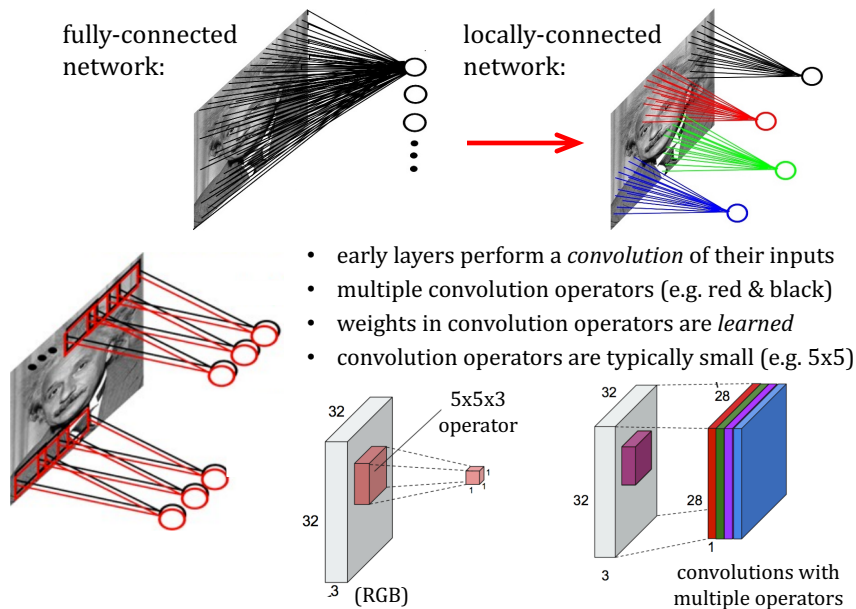 fully-connected
network:
locally-connected
network:
• early layers perform a convolution of their inputs
• multiple convolution operators (e.g. red & black)
• weights in convolution operators are learned
• convolution operators are typically small (e.g. 5x5)
32
5x5x3
operator
32
1
1
1
3
(RGB)
32
28
32
28
3
1
convolutions with
multiple operators